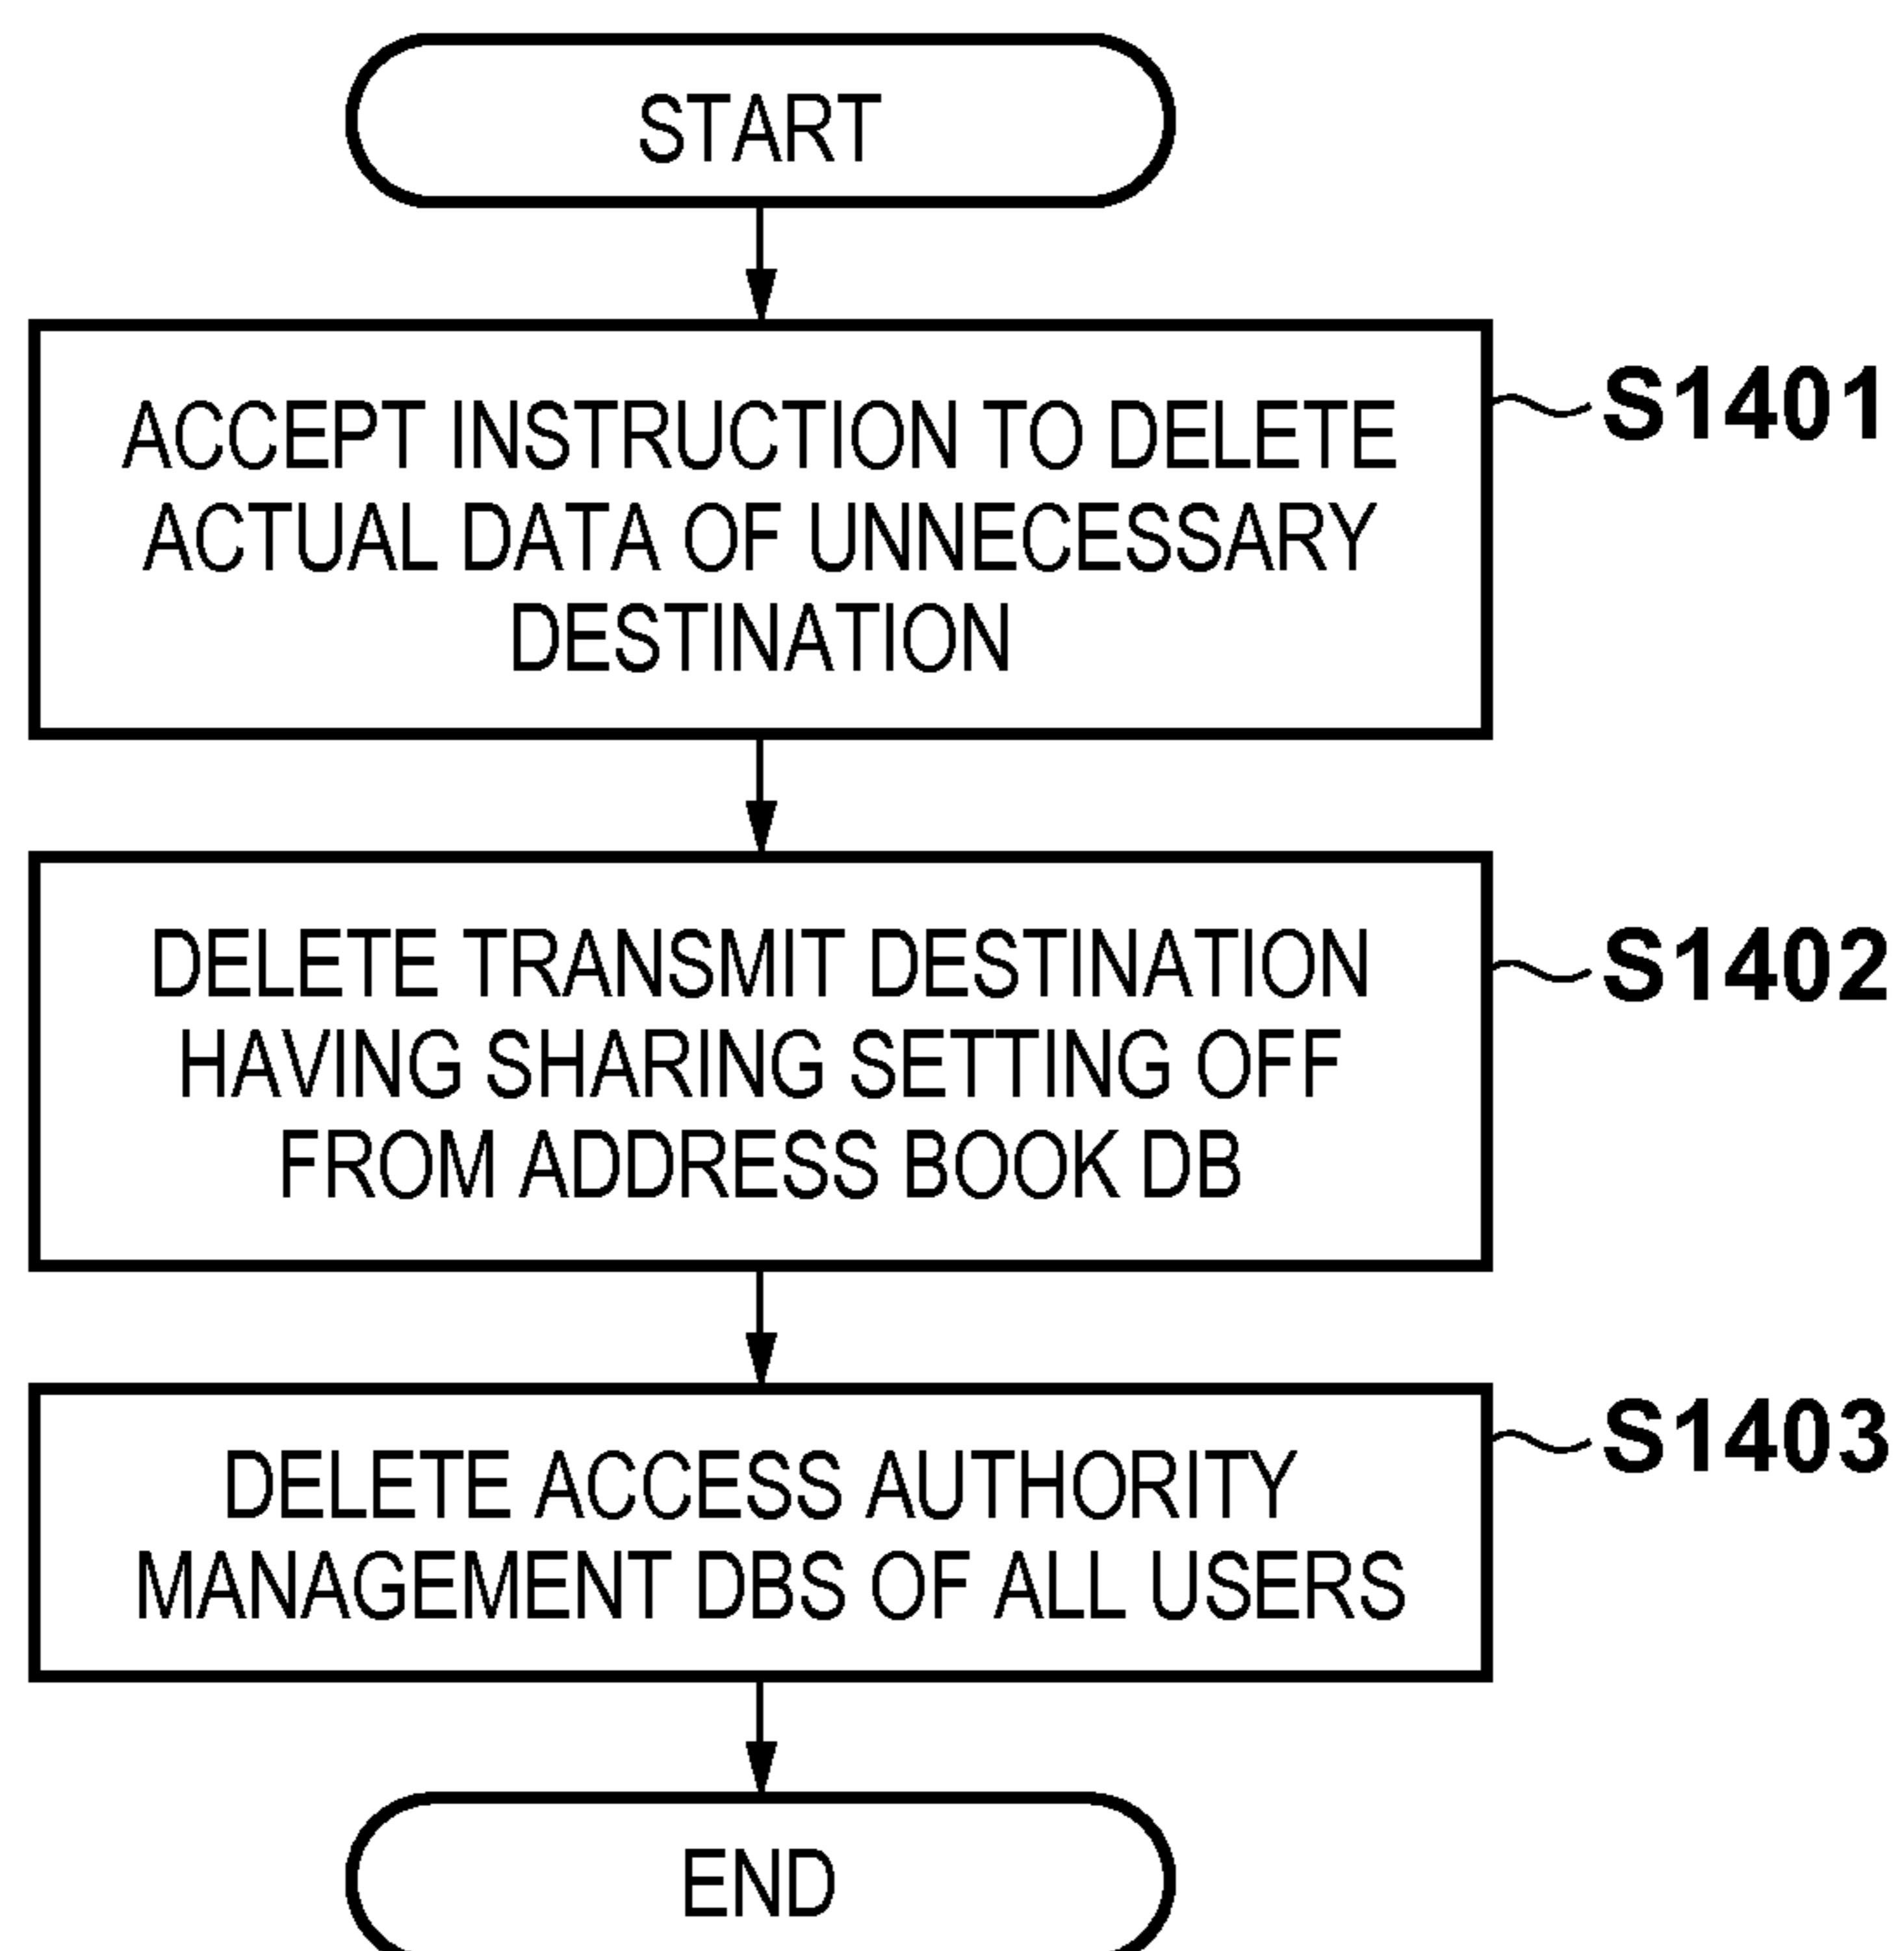 START
ACCEPT INSTRUCTION TO DELETE
ACTUAL DATA OF UNNECESSARY
DESTINATION
S1401
DELETE TRANSMIT DESTINATION
HAVING SHARING SETTING OFF
FROM ADDRESS BOOK DB
S1402
DELETE ACCESS AUTHORITY
MANAGEMENT DBS OF ALL USERS
S1403
END